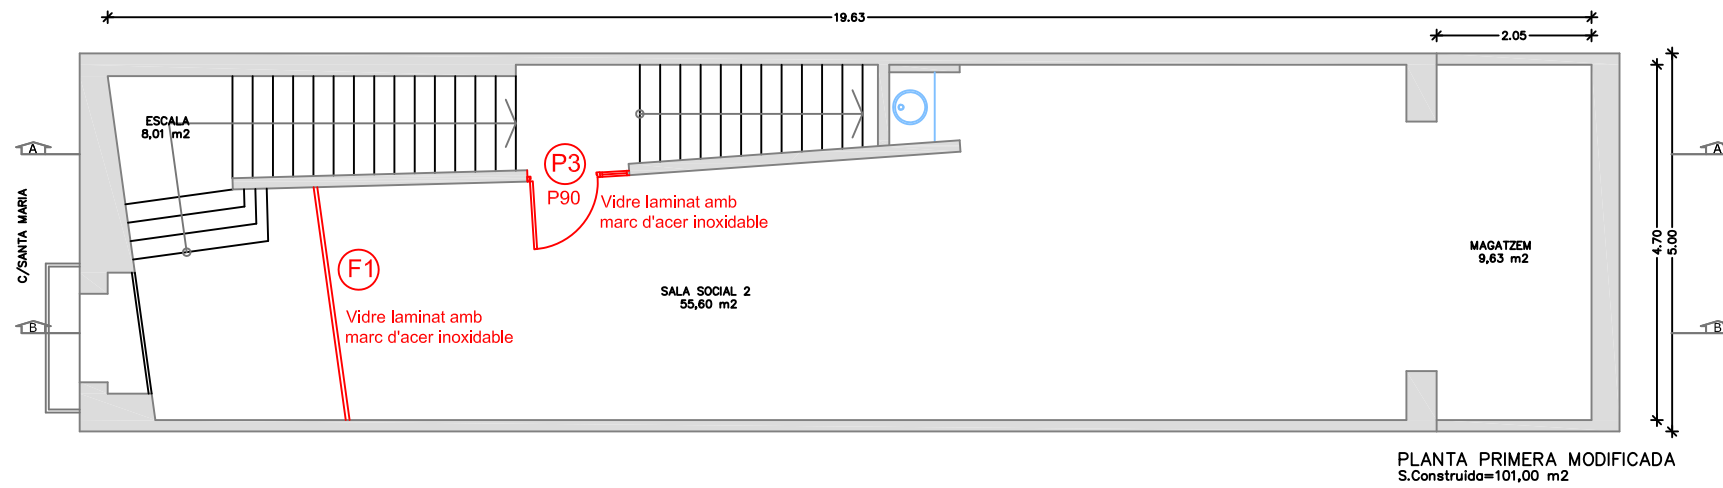 19.63
2.05
ESCALA
8,01 m2
A
A
C/SANTA MARIA
P3
P90
Vidre laminat amb
marc d'acer inoxidable
F1
Vidre laminat amb
marc d'acer inoxidable
SALA SOCIAL 2
55,60 m2
MAGATZEM
9,63 m2
4.70
5.00
B
B
PLANTA PRIMERA MODIFICADA
S.Construida=101,00 m2